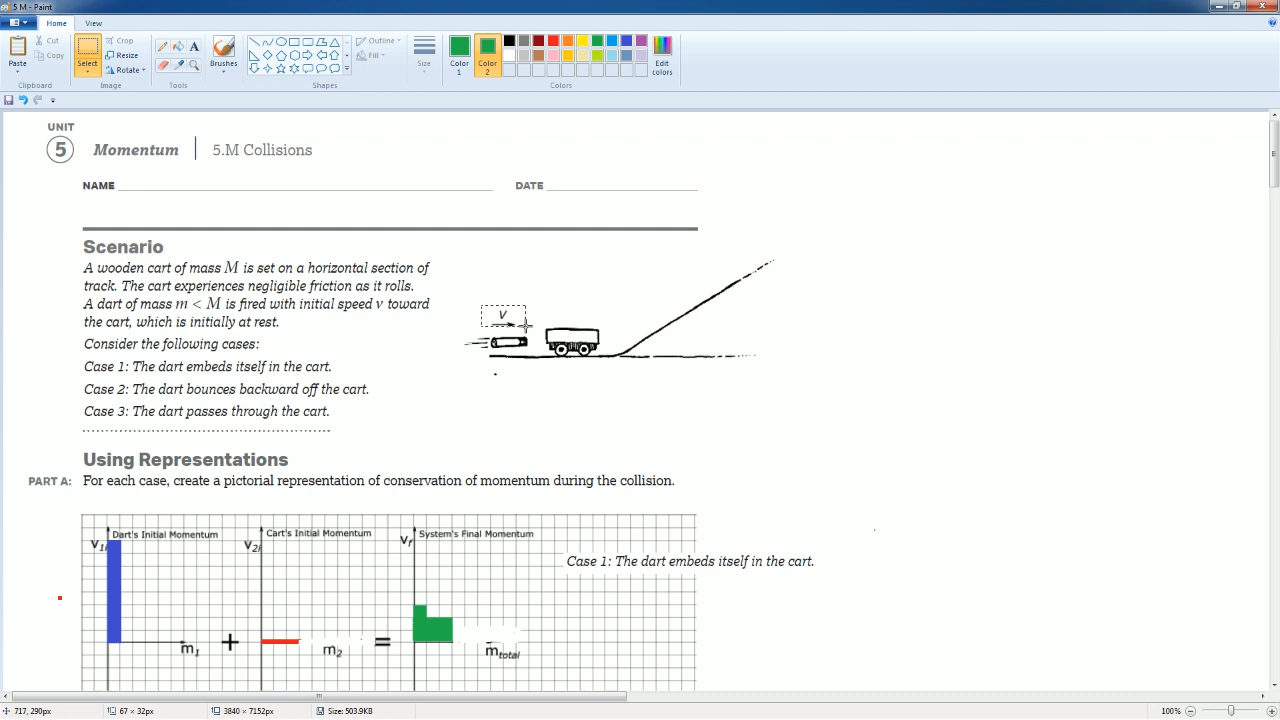 5 M - Paint
Home
View
Paste
Cut
Copy
Clipboard
Select
Crop
Resize
Rotate
Image
A
Tools
Brushes
Shapes
Outline
Fill
Size
Color 1
Color 2
Edit colors
Colors
UNIT
5
Momentum
5.M Collisions
NAME
DATE
Scenario
A wooden cart of mass M is set on a horizontal section of
track. The cart experiences negligible friction as it rolls.
A dart of mass m < M is fired with initial speed v toward
the cart, which is initially at rest.
Consider the following cases:
Case 1: The dart embeds itself in the cart.
Case 2: The dart bounces backward off the cart.
Case 3: The dart passes through the cart.
V
Using Representations
PART A: For each case, create a pictorial representation of conservation of momentum during the collision.
Dart's Initial Momentum
Cart's Initial Momentum
System's Final Momentum
V1i
V2i
Vf
Case 1: The dart embeds itself in the cart.
m1
+
m2
=
mtotal
717, 290px
67 × 32px
3840 × 7152px
Size: 503.9KB
100%